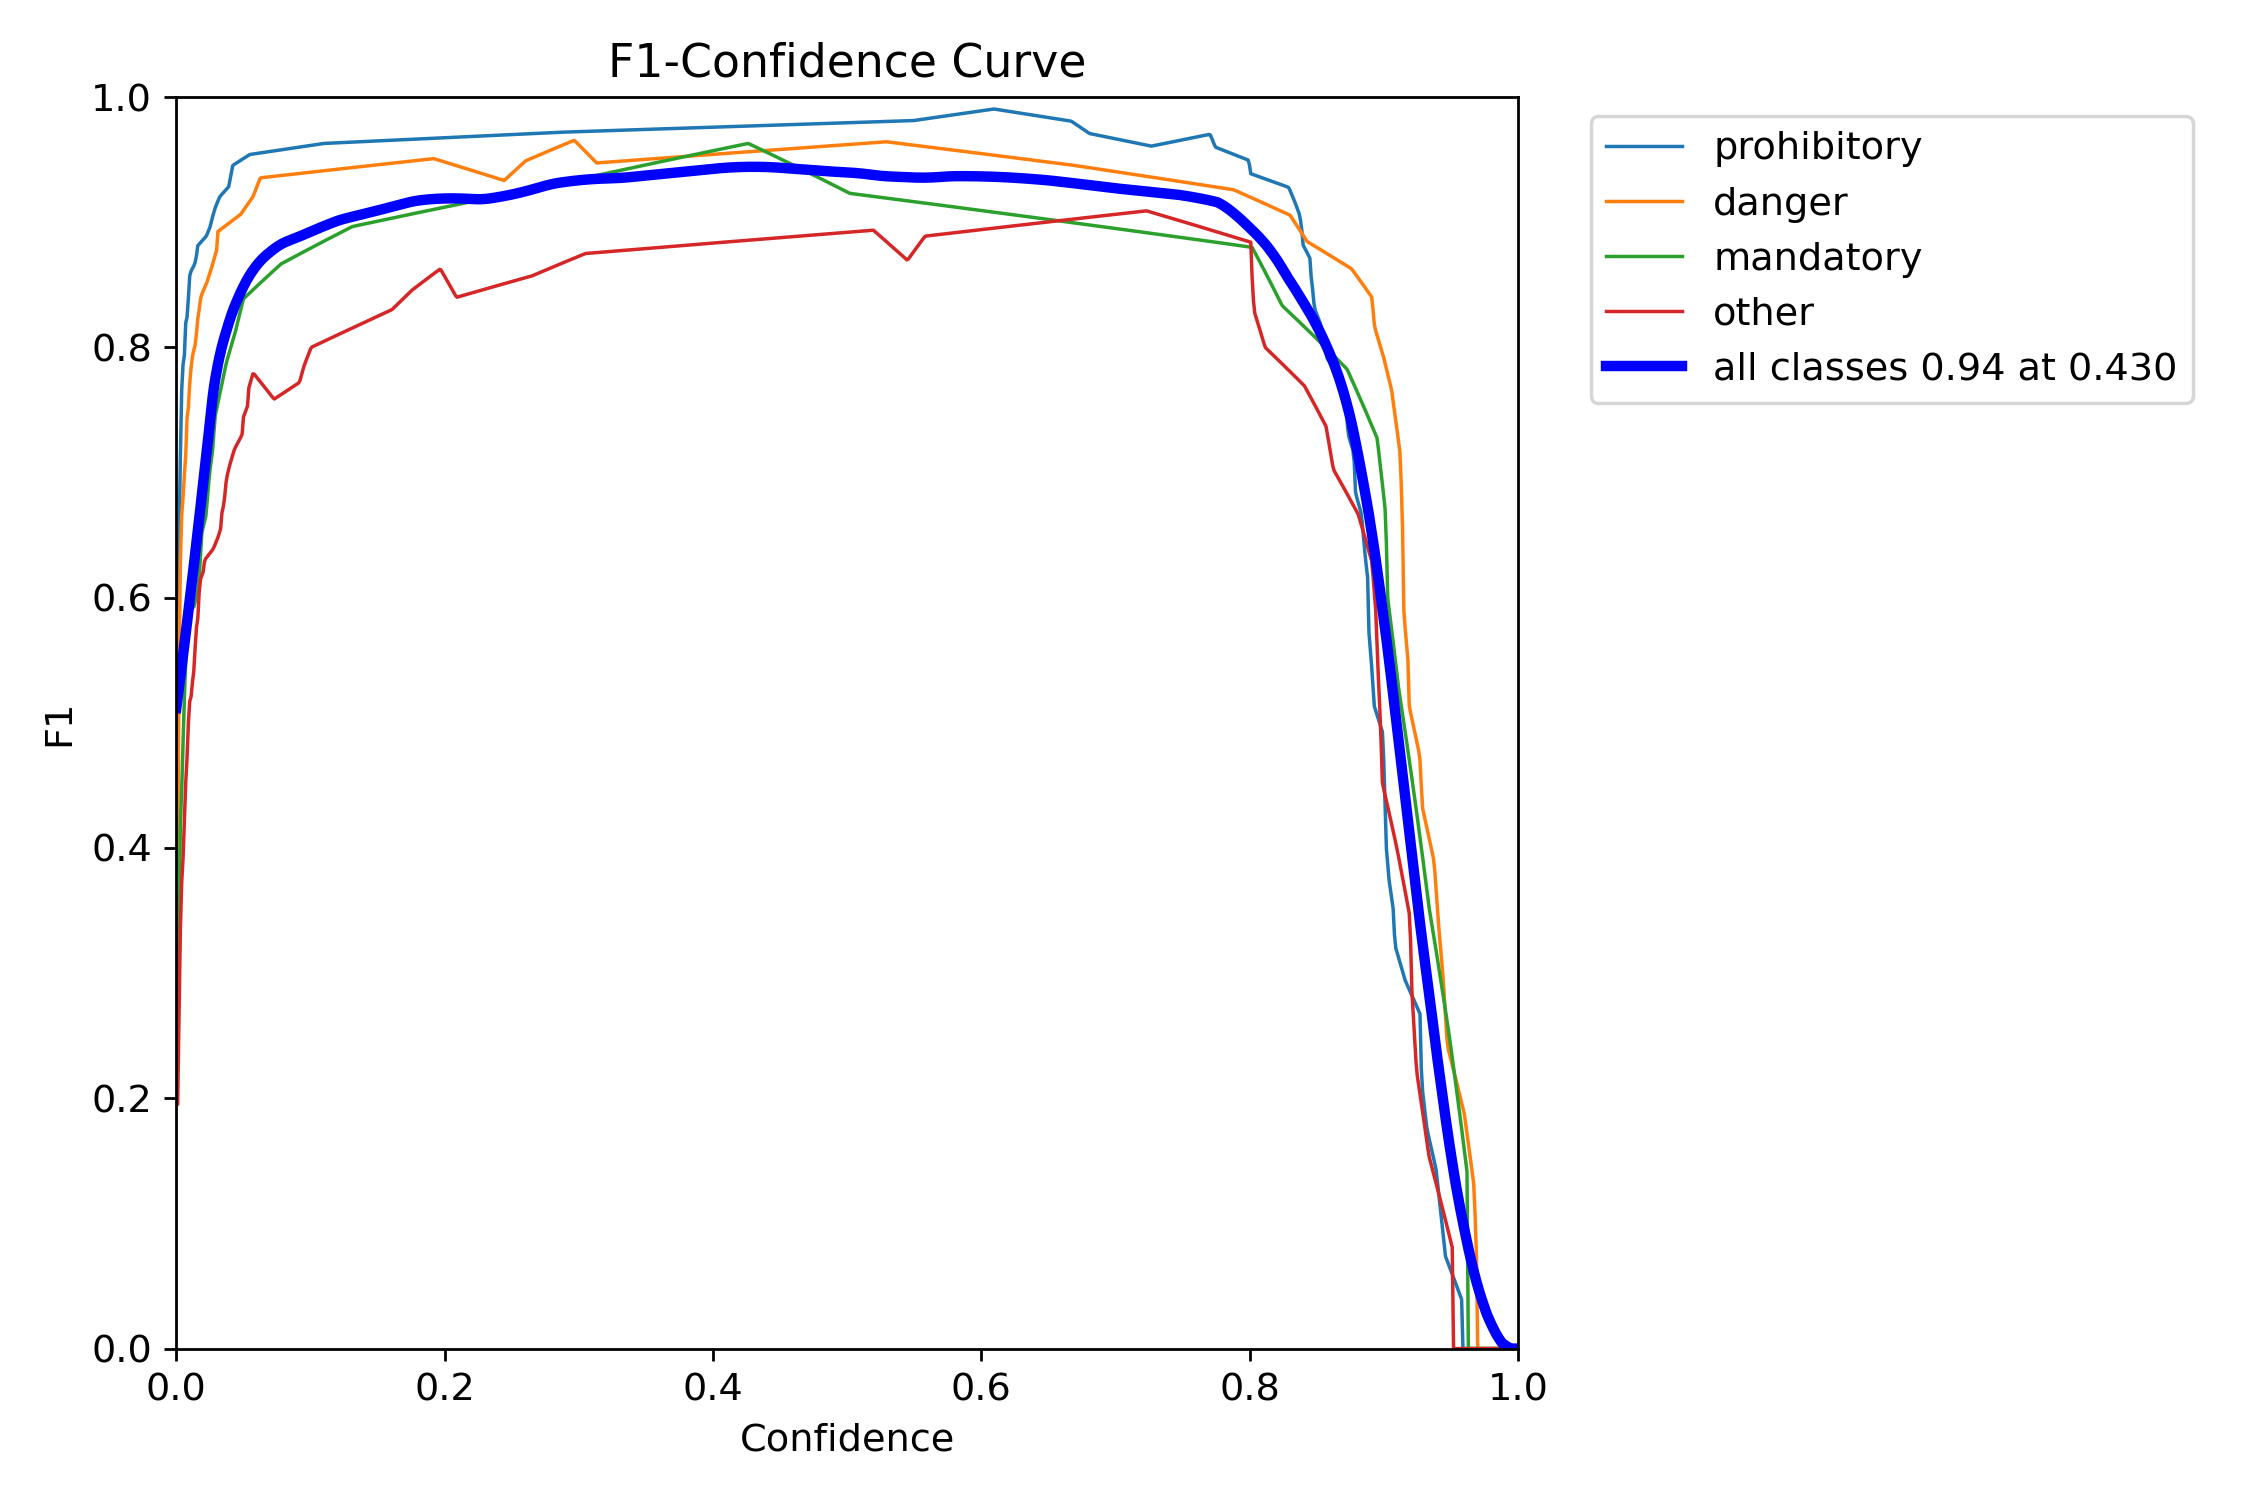 F1-Confidence Curve
1.0
0.8
0.6
0.4
0.2
0.0
F1
0.0 0.2 0.4 0.6 0.8 1.0
Confidence
prohibitory
danger
mandatory
other
all classes 0.94 at 0.430